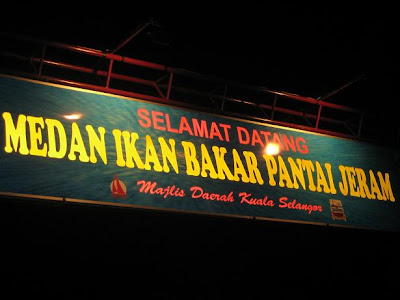 SELAMAT DATANG
MEDAN IKAN BAKAR PANTAI JERAM
Majlis Daerah Kuala Selangor